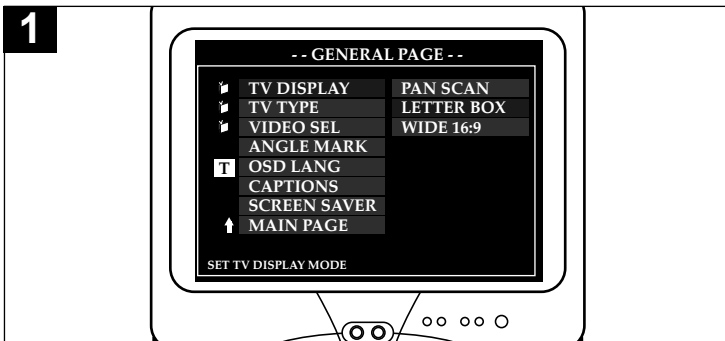 1
- - GENERAL PAGE - -
TV DISPLAY PAN SCAN
TV TYPE LETTER BOX
VIDEO SEL WIDE 16:9
ANGLE MARK
T OSD LANG
CAPTIONS
SCREEN SAVER
MAIN PAGE
SET TV DISPLAY MODE